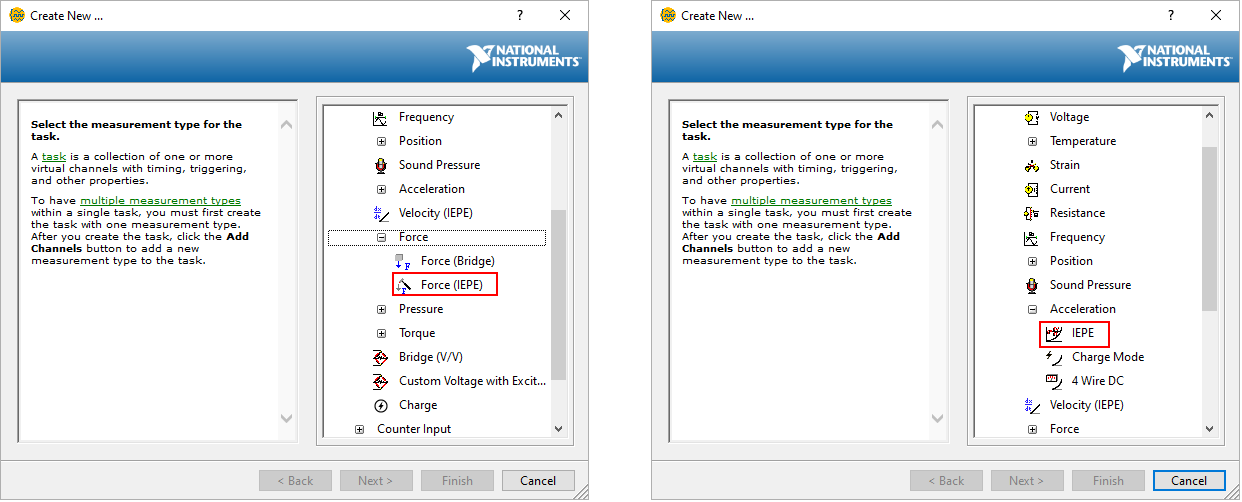 Create New ...
NATIONAL
INSTRUMENTS
Select the measurement type for the
task.
A task is a collection of one or more
virtual channels with timing, triggering,
and other properties.
To have multiple measurement types
within a single task, you must first create
the task with one measurement type.
After you create the task, click the Add
Channels button to add a new
measurement type to the task.
Frequency
Position
Sound Pressure
Acceleration
Velocity (IEPE)
Force
Force (Bridge)
Force (IEPE)
Pressure
Torque
Bridge (V/V)
Custom Voltage with Excit...
Charge
Counter Input
< Back
Next >
Finish
Cancel
Create New ...
NATIONAL
INSTRUMENTS
Select the measurement type for the
task.
A task is a collection of one or more
virtual channels with timing, triggering,
and other properties.
To have multiple measurement types
within a single task, you must first create
the task with one measurement type.
After you create the task, click the Add
Channels button to add a new
measurement type to the task.
Voltage
Temperature
Strain
Current
Resistance
Frequency
Position
Sound Pressure
Acceleration
IEPE
Charge Mode
4 Wire DC
Velocity (IEPE)
Force
< Back
Next >
Finish
Cancel